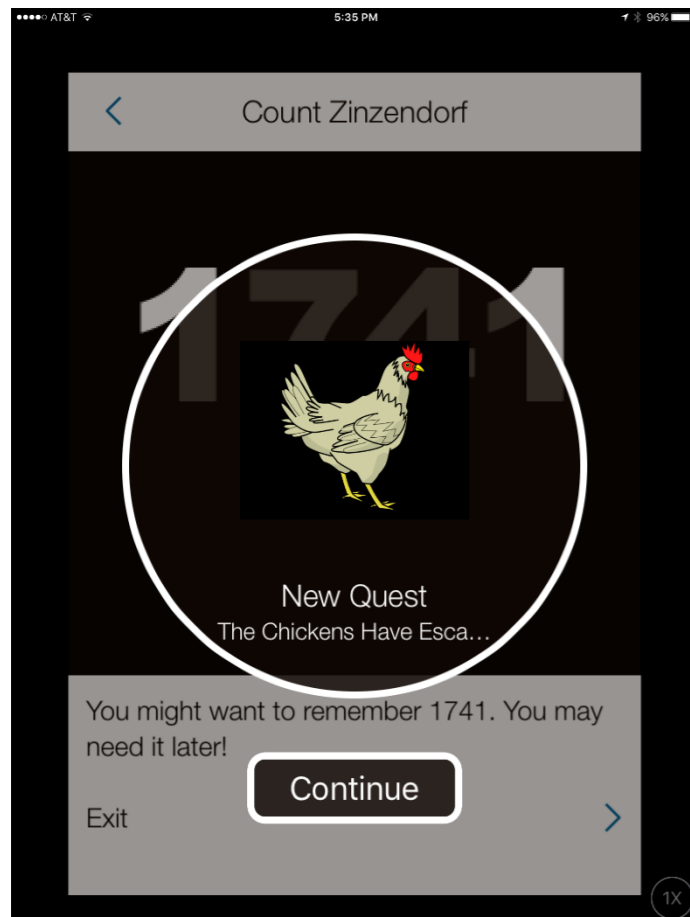 AT&T 5:35 PM 96%
Count Zinzendorf
1741
New Quest
The Chickens Have Esca...
You might want to remember 1741. You may
need it later!
Continue
Exit
1X